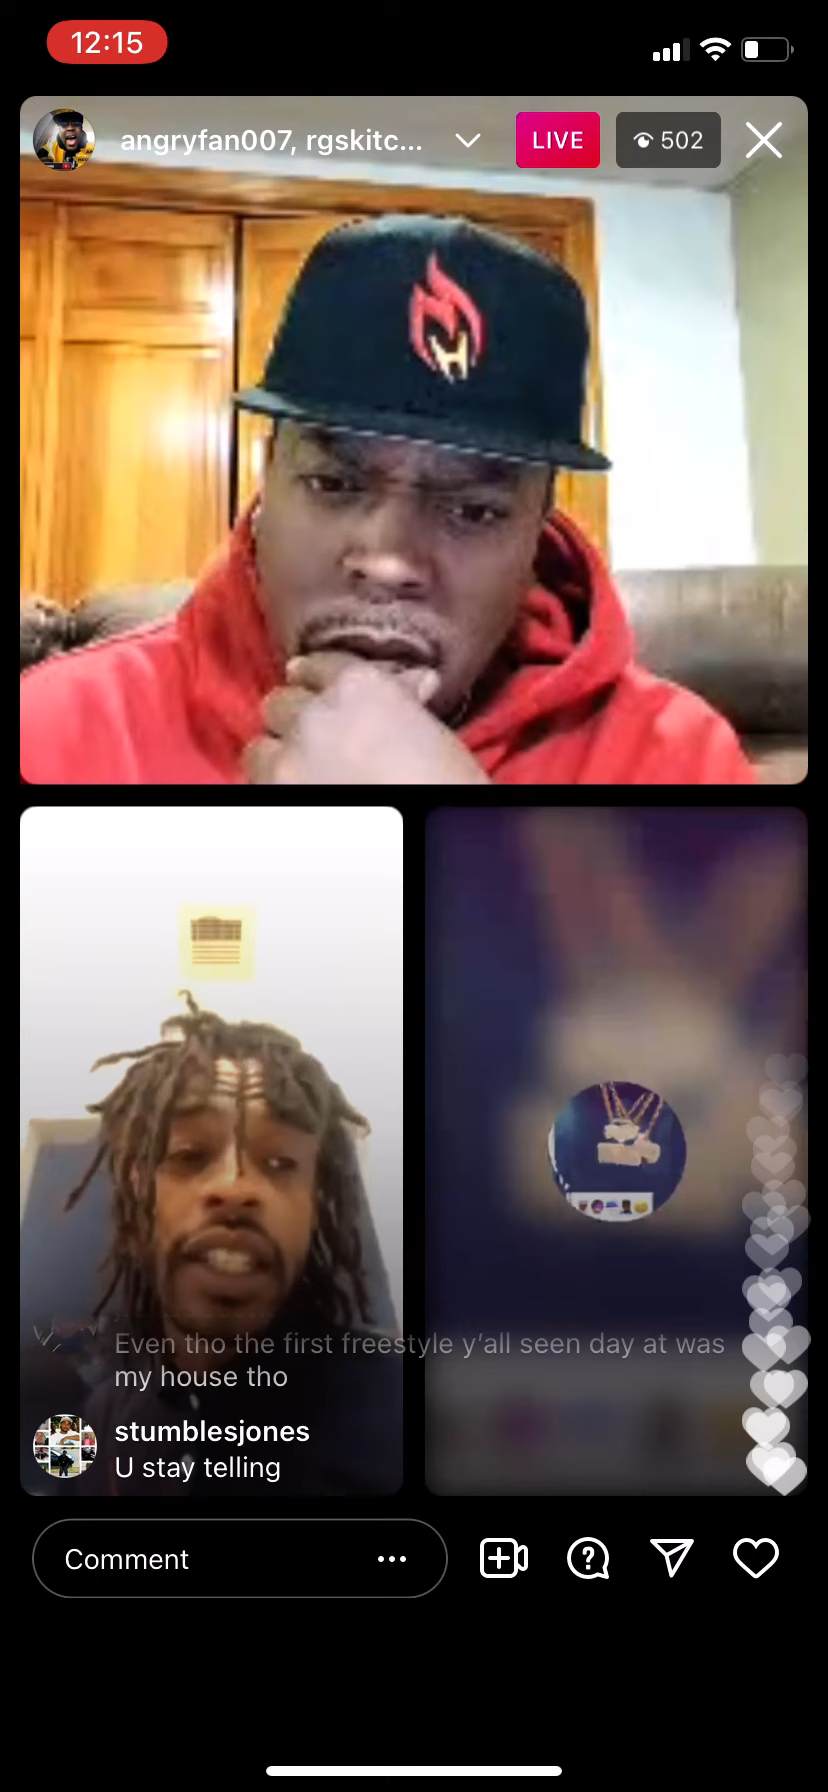 12:15
angryfan007, rgskitc... LIVE 502
Even tho the first freestyle y'all seen day at was
my house tho
stumblesjones
U stay telling
Comment